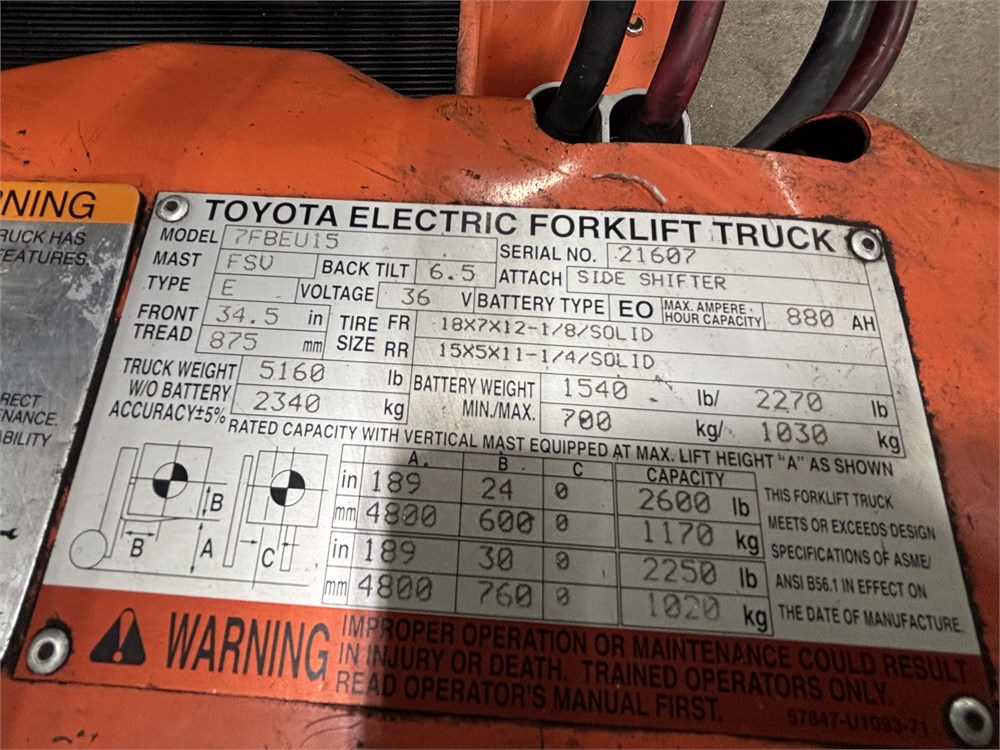 NING
RUCK HAS
FEATURES.
RECT
NANCE.
ABILITY
TOYOTA ELECTRIC FORKLIFT TRUCK
MODEL 7FBEU15 SERIAL NO. 21607
MAST FSV BACK TILT 6.5 ATTACH SIDE SHIFTER
TYPE E VOLTAGE 36 V BATTERY TYPE EO MAX. AMPERE - HOUR CAPACITY 880 AH
FRONT TREAD 34.5 in 875 mm
TIRE SIZE FR 18X7X12-1/8/SOLID
RR 15X5X11-1/4/SOLID
TRUCK WEIGHT W/O BATTERY ACCURACY±5% 5160 lb 2340 kg
BATTERY WEIGHT MIN./MAX. 1540 lb/ 2270 lb
700 kg/ 1030 kg
RATED CAPACITY WITH VERTICAL MAST EQUIPPED AT MAX. LIFT HEIGHT "A" AS SHOWN
A. B C CAPACITY
in 189 24 0 2600 lb
mm 4800 600 0 1170 kg
in 189 30 0 2250 lb
mm 4800 760 0 1020 kg
B
B A C
THIS FORKLIFT TRUCK
MEETS OR EXCEEDS DESIGN
SPECIFICATIONS OF ASME/
ANSI B56.1 IN EFFECT ON
THE DATE OF MANUFACTURE.
WARNING
IMPROPER OPERATION OR MAINTENANCE COULD RESULT
IN INJURY OR DEATH. TRAINED OPERATORS ONLY.
READ OPERATOR'S MANUAL FIRST.
57847-U1093-71